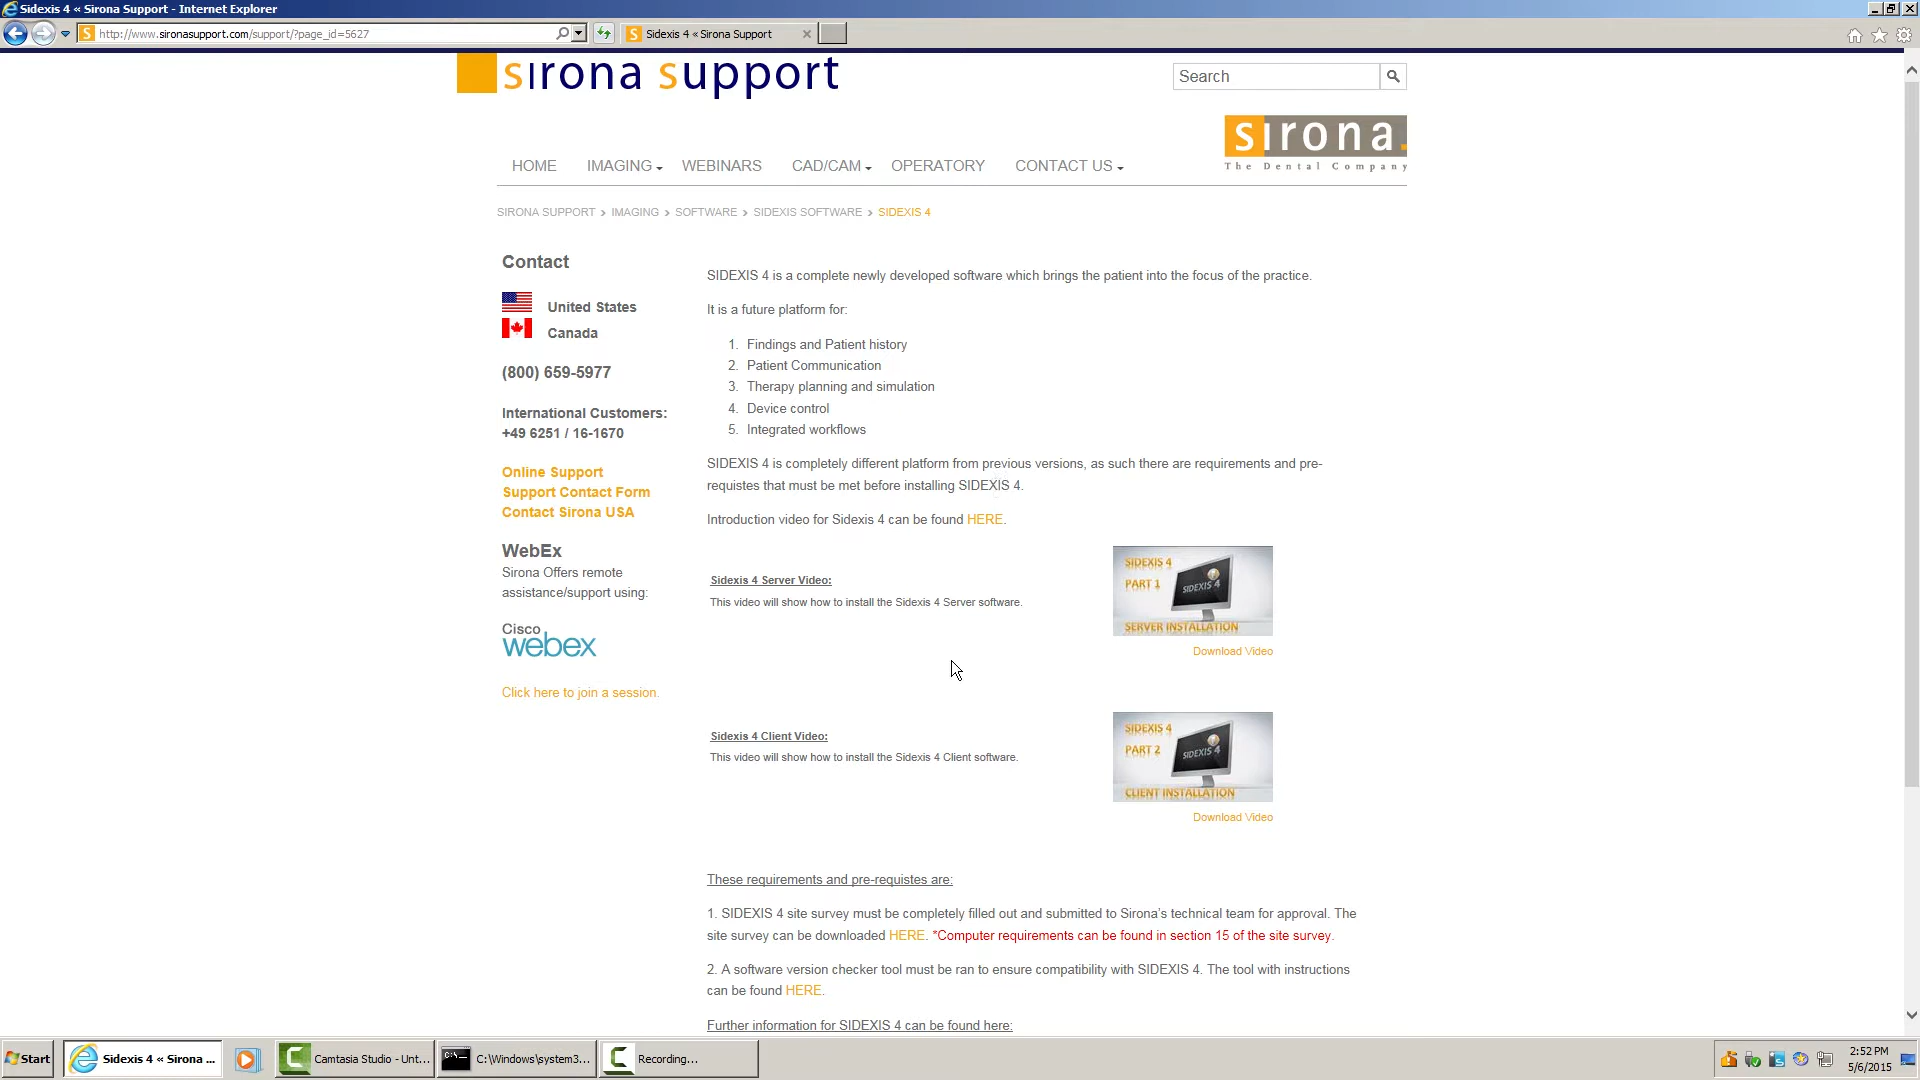 Sidexis 4 « Sirona Support - Internet Explorer
http://www.sironasupport.com/support/?page_id=5627
Sidexis 4 « Sirona Support
sirona support
Search
sirona.
The Dental Company
HOME IMAGING WEBINARS CAD/CAM OPERATORY CONTACT US
SIRONA SUPPORT > IMAGING > SOFTWARE > SIDEXIS SOFTWARE > SIDEXIS 4
Contact
United States
Canada
(800) 659-5977
International Customers:
+49 6251 / 16-1670
Online Support
Support Contact Form
Contact Sirona USA
WebEx
Sirona Offers remote
assistance/support using:
Cisco
webex
Click here to join a session.
SIDEXIS 4 is a complete newly developed software which brings the patient into the focus of the practice.
It is a future platform for:
1. Findings and Patient history
2. Patient Communication
3. Therapy planning and simulation
4. Device control
5. Integrated workflows
SIDEXIS 4 is completely different platform from previous versions, as such there are requirements and pre-
requistes that must be met before installing SIDEXIS 4.
Introduction video for Sidexis 4 can be found HERE.
Sidexis 4 Server Video:
This video will show how to install the Sidexis 4 Server software.
SIDEXIS 4
PART 1
SIDEXIS 4
SERVER INSTALLATION
Download Video
Sidexis 4 Client Video:
This video will show how to install the Sidexis 4 Client software.
SIDEXIS 4
PART 2
SIDEXIS 4
CLIENT INSTALLATION
Download Video
These requirements and pre-requistes are:
1. SIDEXIS 4 site survey must be completely filled out and submitted to Sirona's technical team for approval. The
site survey can be downloaded HERE. *Computer requirements can be found in section 15 of the site survey.
2. A software version checker tool must be ran to ensure compatibility with SIDEXIS 4. The tool with instructions
can be found HERE.
Further information for SIDEXIS 4 can be found here:
Start
Sidexis 4 « Sirona ...
Camtasia Studio - Unt...
C:\Windows\system3...
Recording...
2:52 PM
5/6/2015